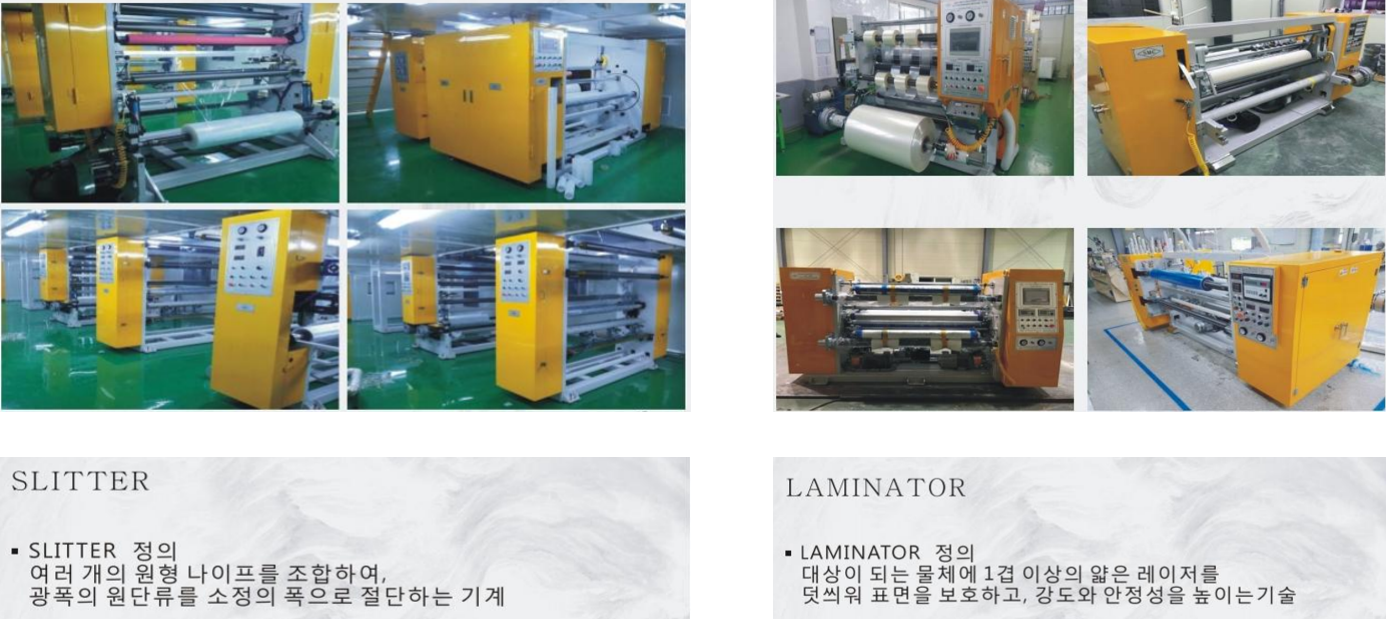 SMC
SLITTER
SLITTER 정의
여러 개의 원형 나이프를 조합하여,
광폭의 원단류를 소정의 폭으로 절단하는 기계
LAMINATOR
LAMINATOR 정의
대상이 되는 물체에 1겹 이상의 얇은 레이저를
덧씌워 표면을 보호하고, 강도와 안정성을 높이는기술